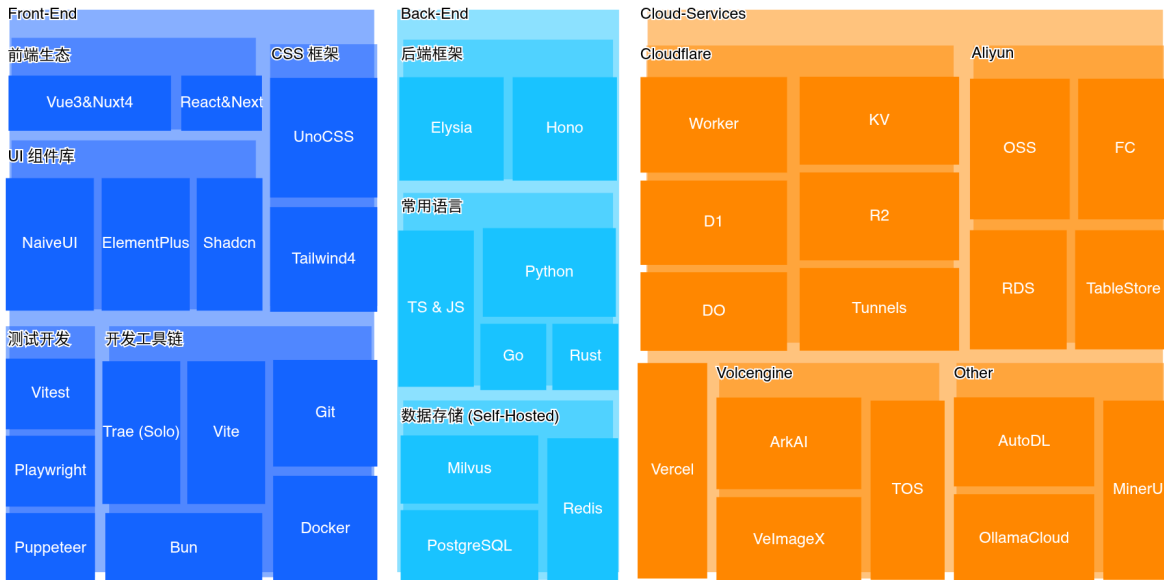 Front-End
前端生态
Vue3&Nuxt4
React&Next
CSS 框架
UnoCSS
Tailwind4
UI 组件库
NaiveUI
ElementPlus
Shadcn
测试开发
Vitest
Playwright
Puppeteer
开发工具链
Trae (Solo)
Vite
Git
Bun
Docker
Back-End
后端框架
Elysia
Hono
常用语言
TS & JS
Python
Go
Rust
数据存储 (Self-Hosted)
Milvus
PostgreSQL
Redis
Cloud-Services
Cloudflare
Worker
KV
D1
R2
DO
Tunnels
Aliyun
OSS
FC
RDS
TableStore
Vercel
Volcengine
ArkAI
VeImageX
TOS
Other
AutoDL
OllamaCloud
MinerU